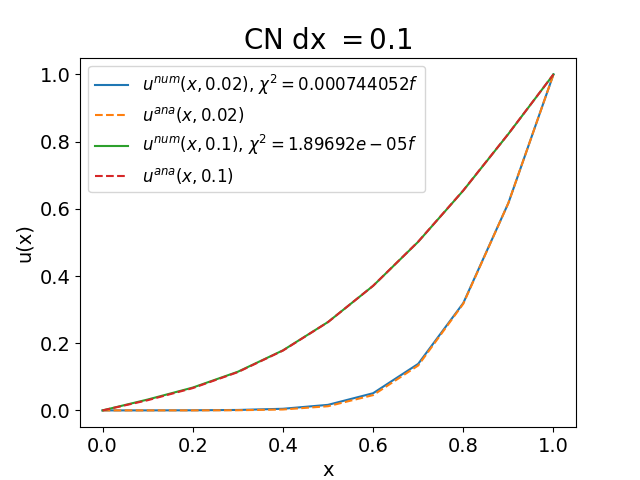 CN dx = 0.1
u^{num}(x, 0.02), χ² = 0.000744052f
u^{ana}(x, 0.02)
u^{num}(x, 0.1), χ² = 1.89692e − 05f
u^{ana}(x, 0.1)
1.0
0.8
0.6
0.4
0.2
0.0
u(x)
0.0 0.2 0.4 0.6 0.8 1.0
x